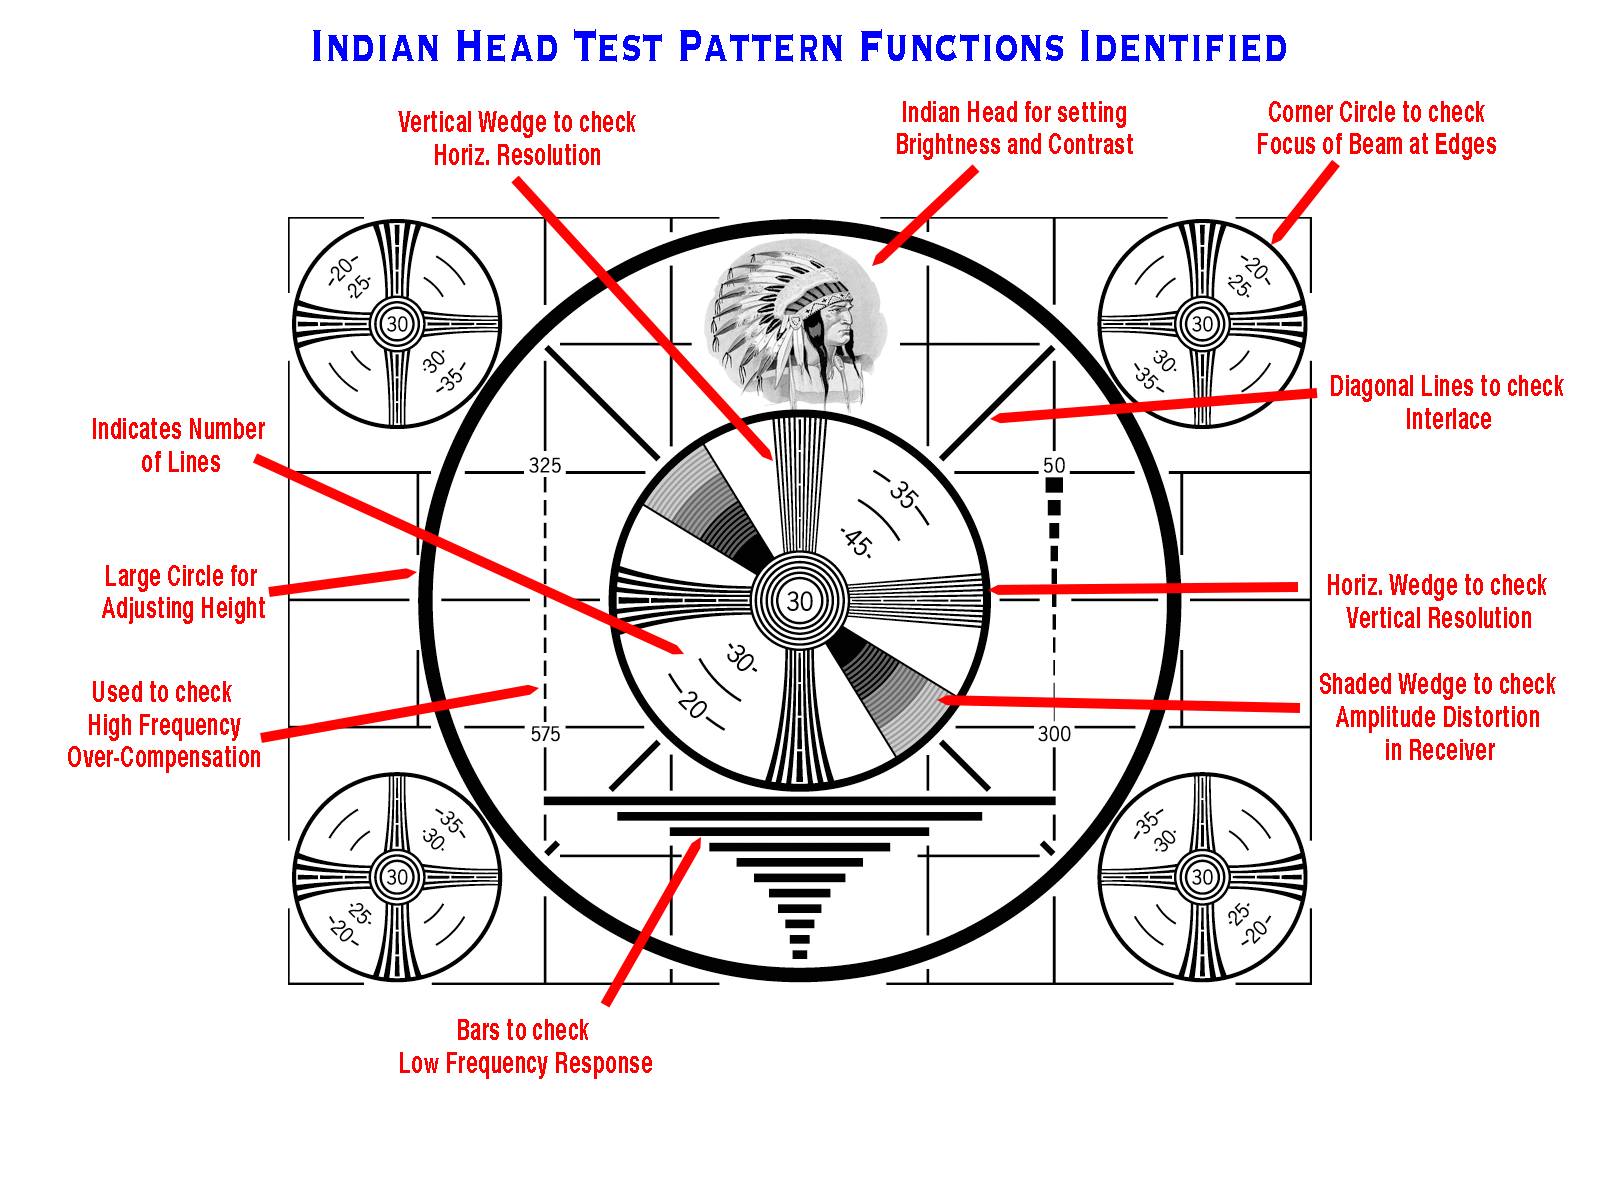 INDIAN HEAD TEST PATTERN FUNCTIONS IDENTIFIED
Vertical Wedge to check
Horiz. Resolution
Indian Head for setting
Brightness and Contrast
Corner Circle to check
Focus of Beam at Edges
-20-
-25-
30
-30-
-35-
-20-
-25-
30
-30-
-35-
Diagonal Lines to check
Interlace
Indicates Number
of Lines
325
50
-35-
-45-
Large Circle for
Adjusting Height
30
Horiz. Wedge to check
Vertical Resolution
-30-
-20-
Used to check
High Frequency
Over-Compensation
Shaded Wedge to check
Amplitude Distortion
in Receiver
575
300
-35-
-30-
30
-25-
-20-
-35-
-30-
30
-25-
-20-
Bars to check
Low Frequency Response